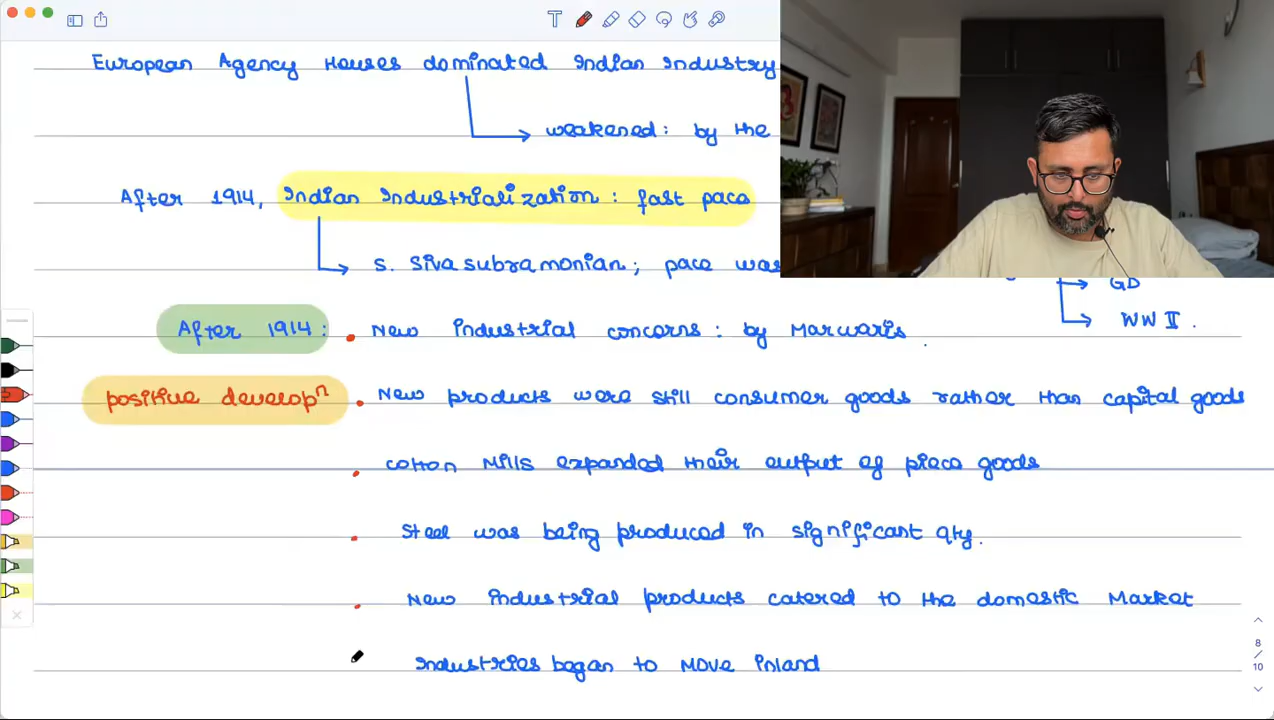 European Agency Houses dominated Indian Industry
weakened: by the
After 1914, Indian Industrialization: fast pace
S. Sivasubramonian; pace was
GD
WW II.
After 1914: • New industrial concerns: by Marwaris.
positive developⁿ • New products were still consumer goods rather than capital goods
• cotton Mills expanded their output of piece goods
• Steel was being produced in significant qty.
• New industrial products catered to the domestic Market
Industries began to Move inland
8
/
10